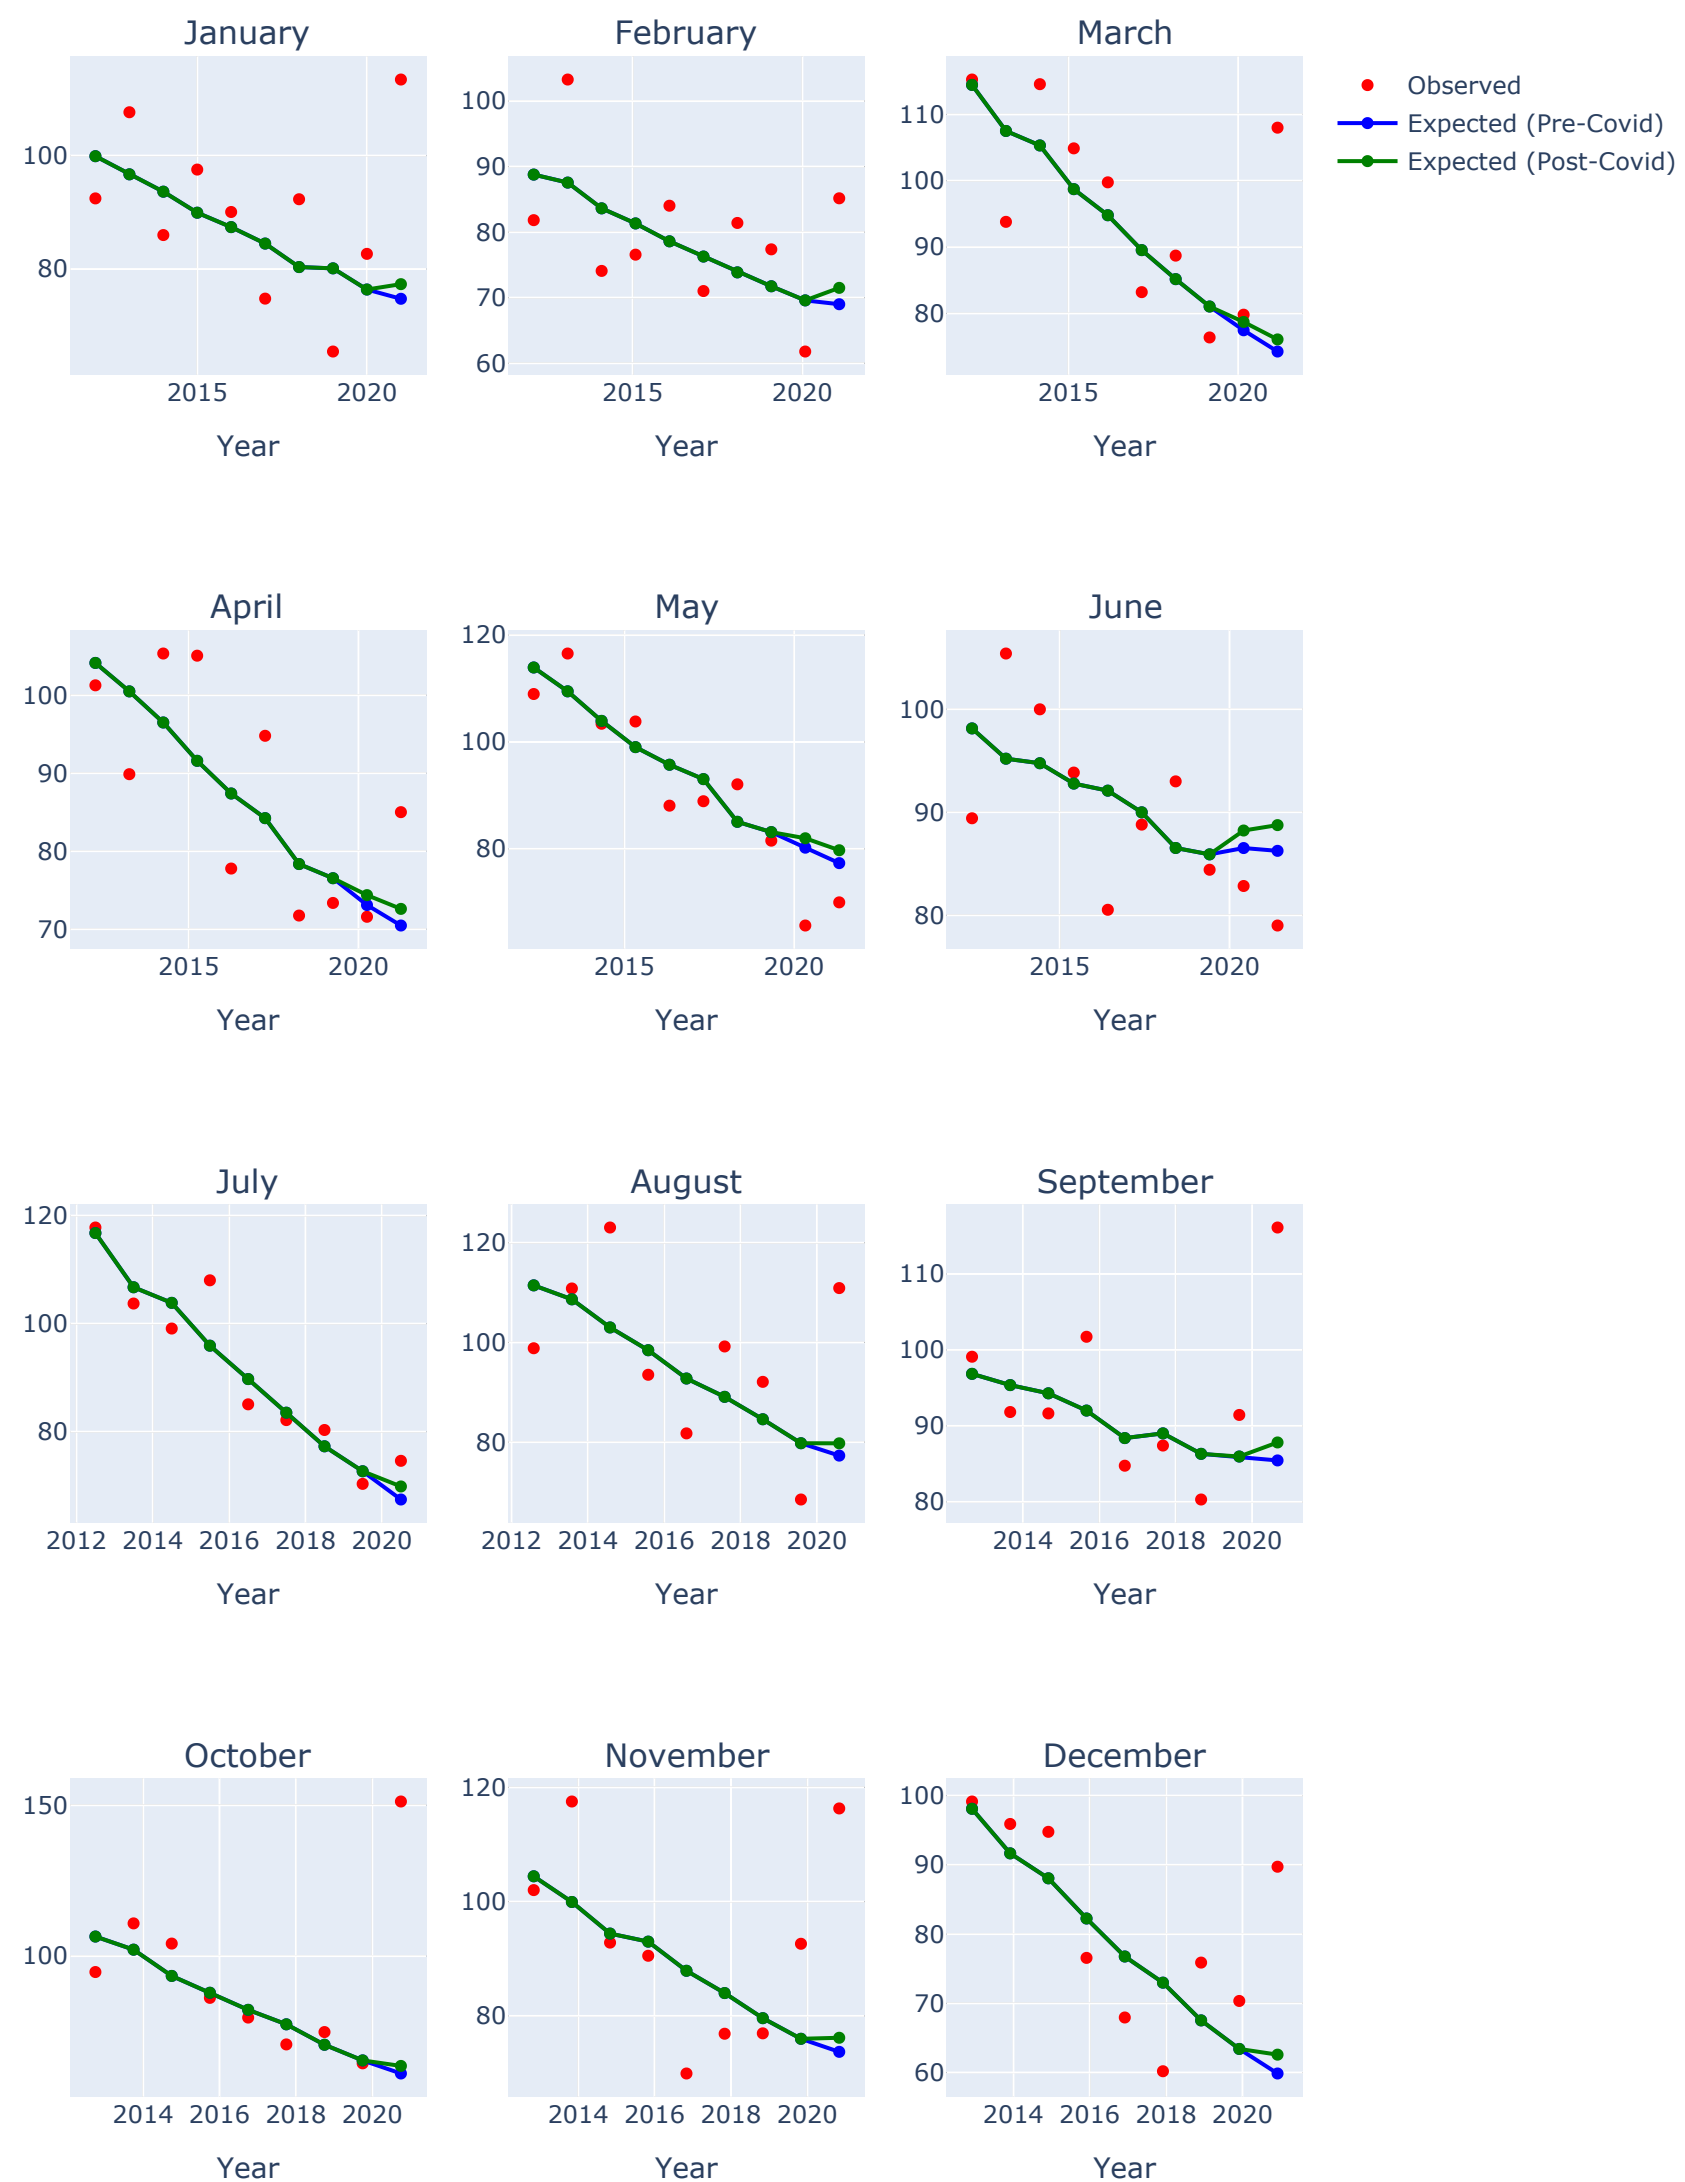 January
February
March
100
80
2015
2020
Year
100
90
80
70
60
2015
2020
Year
110
100
90
80
2015
2020
Year
Observed
Expected (Pre-Covid)
Expected (Post-Covid)
April
May
June
100
90
80
70
2015
2020
Year
120
100
80
2015
2020
Year
100
90
80
2015
2020
Year
July
August
September
120
100
80
2012 2014 2016 2018 2020
Year
120
100
80
2012 2014 2016 2018 2020
Year
110
100
90
80
2014 2016 2018 2020
Year
October
November
December
150
100
2014 2016 2018 2020
Year
120
100
80
2014 2016 2018 2020
Year
100
90
80
70
60
2014 2016 2018 2020
Year